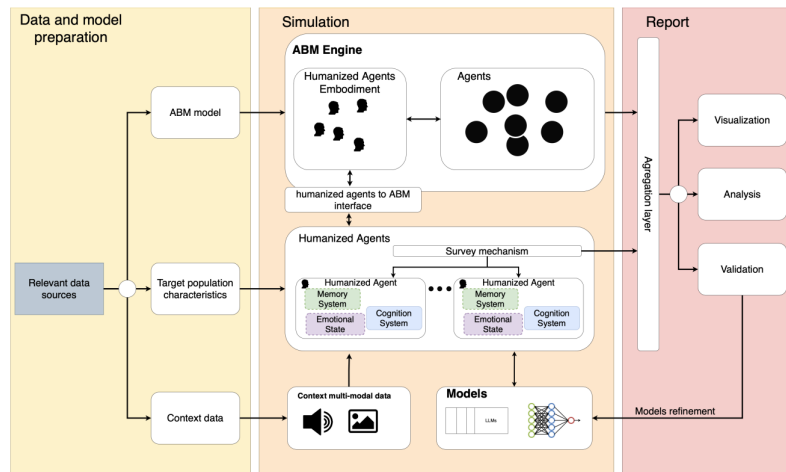 Data and model
preparation
Simulation
Report
ABM Engine
Humanized Agents
Embodiment
Agents
ABM model
Visualization
Agregation layer
humanized agents to ABM
interface
Analysis
Humanized Agents
Survey mechanism
Relevant data
sources
Target population
characteristics
Validation
Humanized Agent
Memory
System
Emotional
State
Cognition
System
Humanized Agent
Memory
System
Emotional
State
Cognition
System
Context data
Context multi-modal data
Models
LLMs
Models refinement